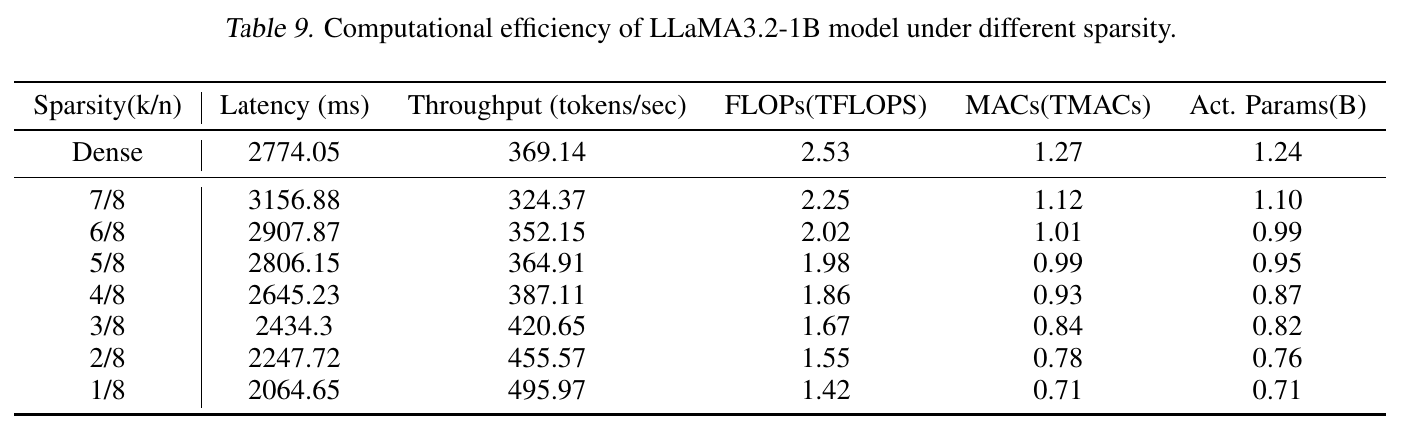 Table 9. Computational efficiency of LLaMA3.2-1B model under different sparsity.
Sparsity(k/n) Latency (ms) Throughput (tokens/sec) FLOPs(TFLOPS) MACs(TMACs) Act. Params(B)
Dense 2774.05 369.14 2.53 1.27 1.24
7/8 3156.88 324.37 2.25 1.12 1.10
6/8 2907.87 352.15 2.02 1.01 0.99
5/8 2806.15 364.91 1.98 0.99 0.95
4/8 2645.23 387.11 1.86 0.93 0.87
3/8 2434.3 420.65 1.67 0.84 0.82
2/8 2247.72 455.57 1.55 0.78 0.76
1/8 2064.65 495.97 1.42 0.71 0.71